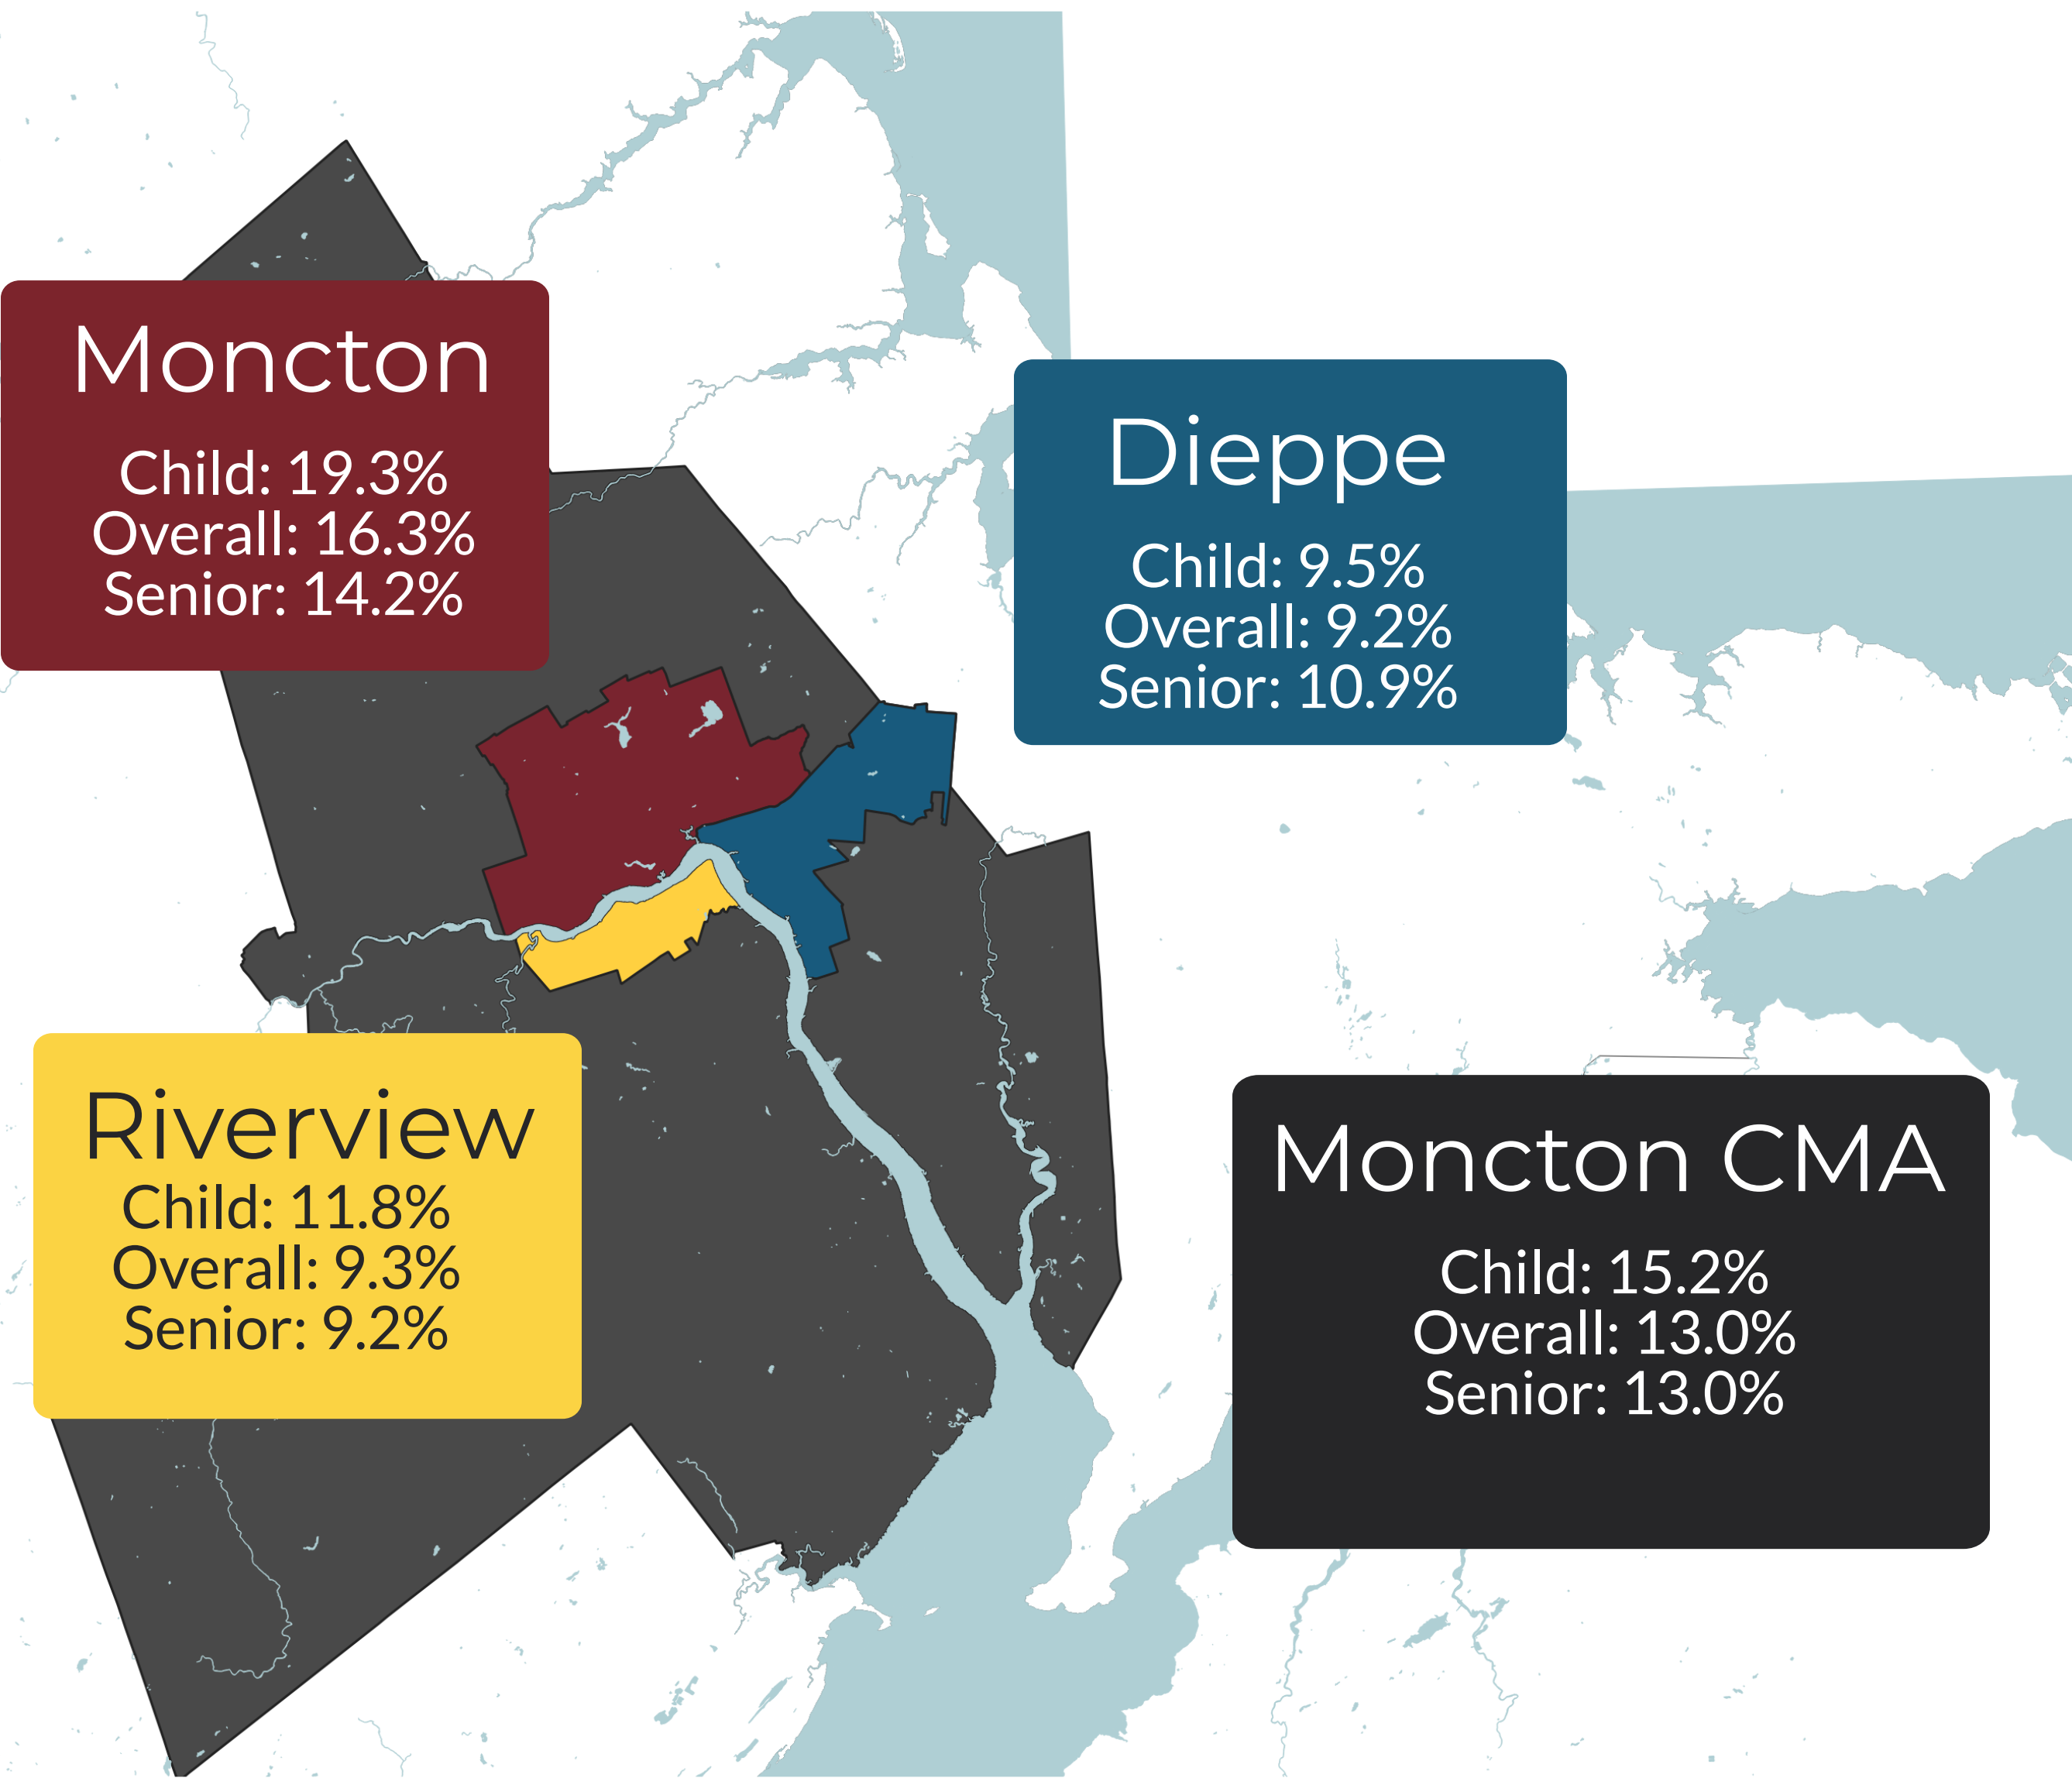 Moncton
Child: 19.3%
Overall: 16.3%
Senior: 14.2%
Dieppe
Child: 9.5%
Overall: 9.2%
Senior: 10.9%
Riverview
Child: 11.8%
Overall: 9.3%
Senior: 9.2%
Moncton CMA
Child: 15.2%
Overall: 13.0%
Senior: 13.0%